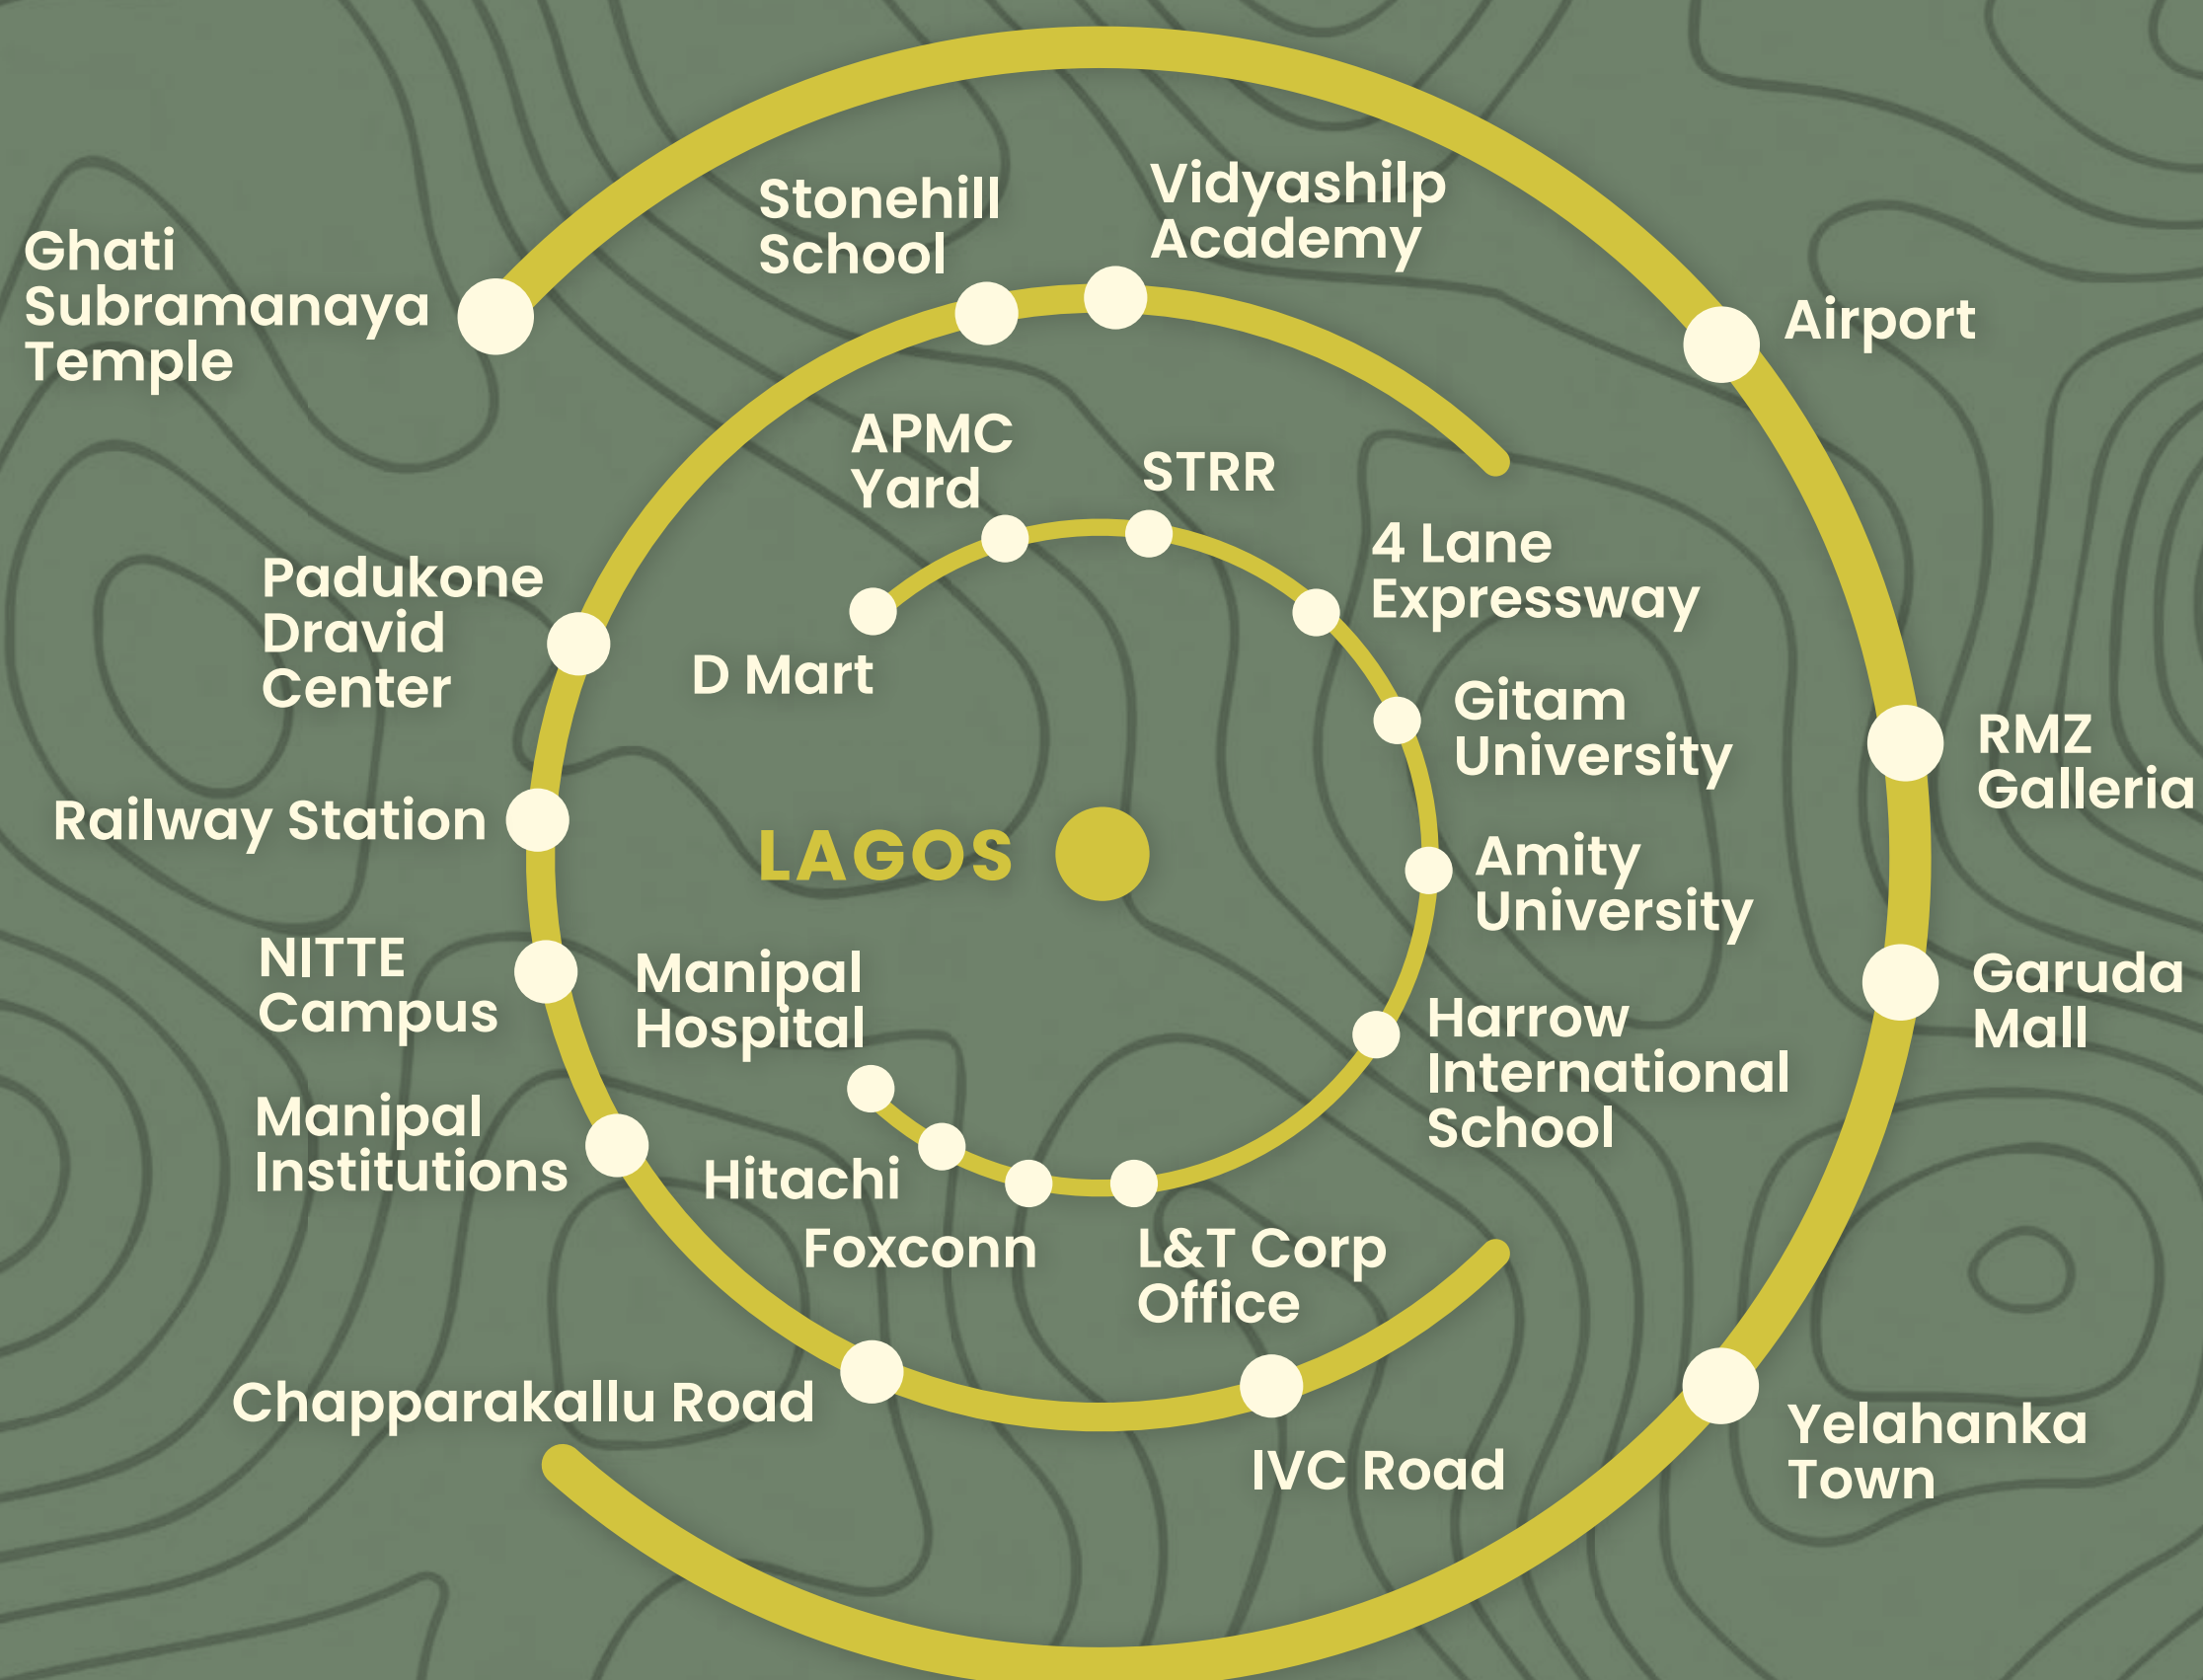 Stonehill
School
Vidyashilp
Academy
Ghati
Subramanaya
Temple
Airport
APMC
Yard
STRR
4 Lane
Expressway
Padukone
Dravid
Center
D Mart
Gitam
University
RMZ
Galleria
Railway Station
LAGOS
Amity
University
NITTE
Campus
Manipal
Hospital
Garuda
Mall
Harrow
International
School
Manipal
Institutions
Hitachi
Foxconn
L&T Corp
Office
Chapparakallu Road
IVC Road
Yelahanka
Town